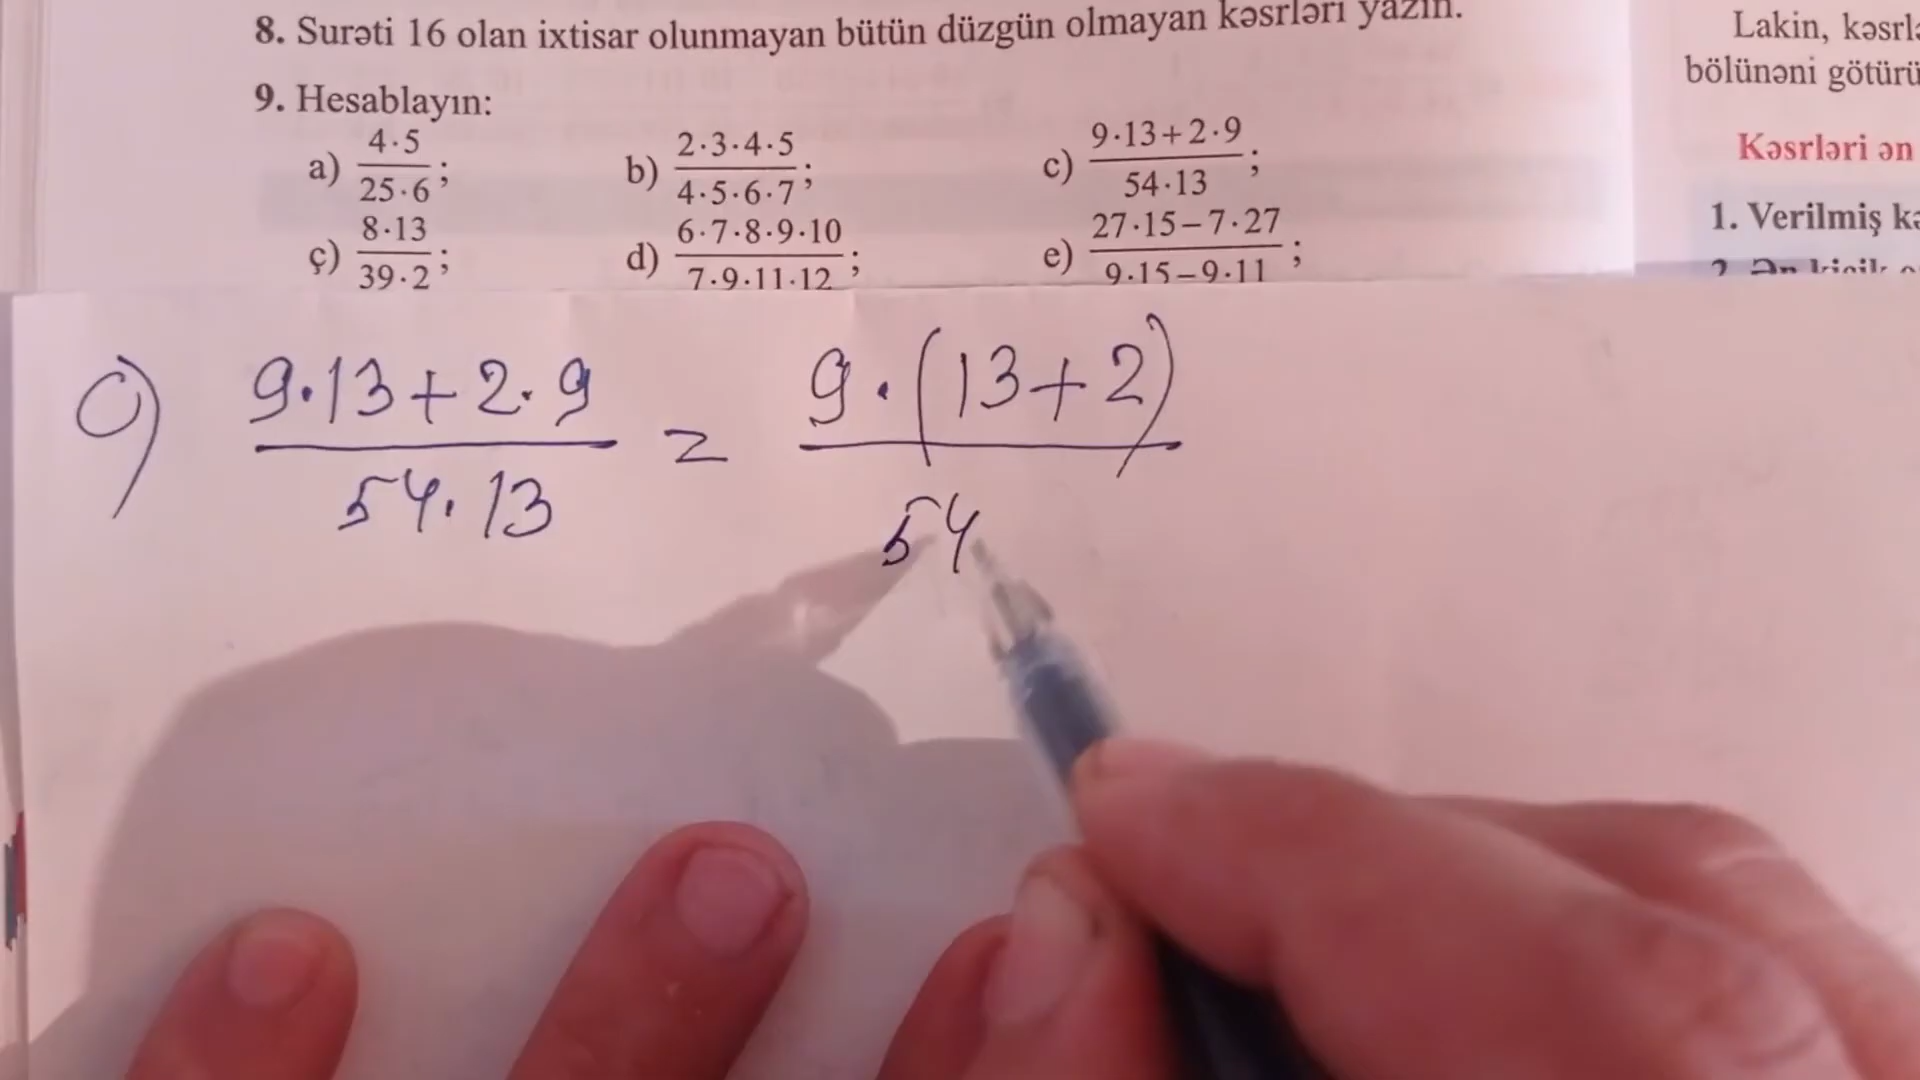 8. Surəti 16 olan ixtisar olunmayan bütün düzgün olmayan kəsrləri yazın.
9. Hesablayın:
a) 4·5 / 25·6 ; b) 2·3·4·5 / 4·5·6·7 ; c) 9·13+2·9 / 54·13 ;
ç) 8·13 / 39·2 ; d) 6·7·8·9·10 / 7·9·11·12 ; e) 27·15–7·27 / 9·15–9·11 ;
Lakin,
bölünəni
Kəsrləri ən
1. Verilmiş
2. Ən kiçik
c) 9·13+2·9 / 54·13 = 9·(13+2) / 54